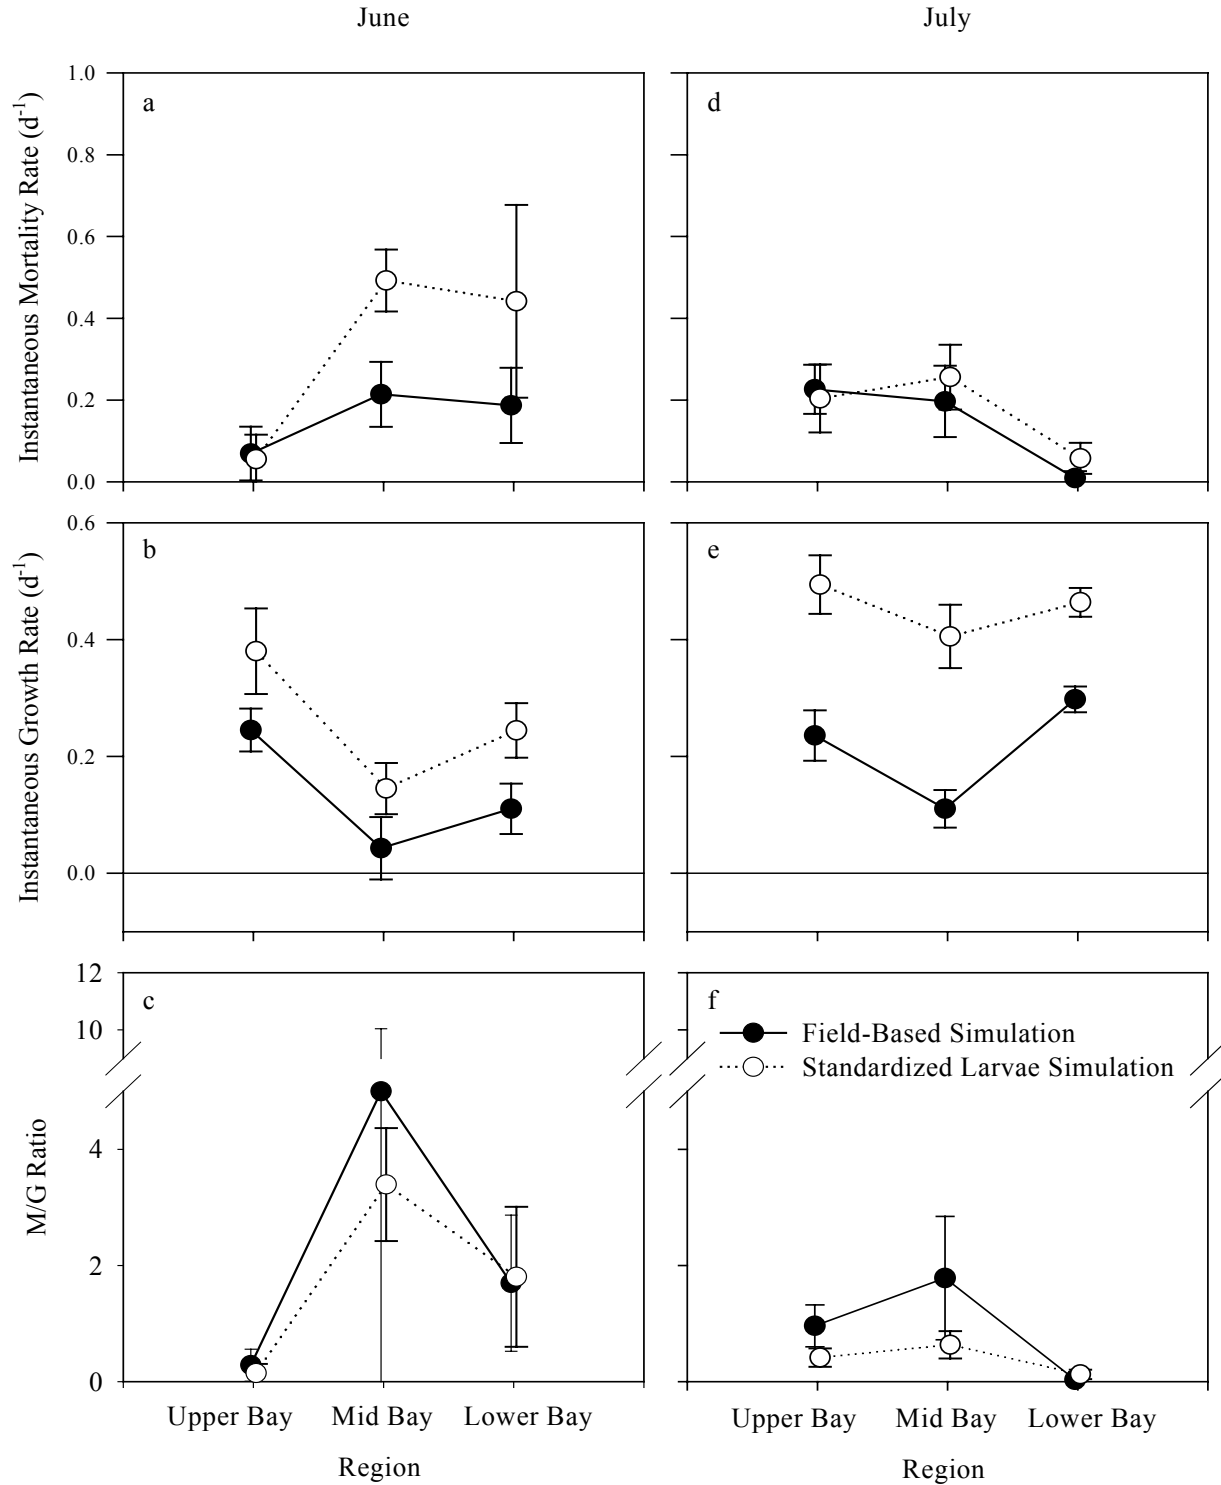 June
July
Instantaneous Mortality Rate (d⁻¹)
1.0
0.8
0.6
0.4
0.2
0.0
a
d
Instantaneous Growth Rate (d⁻¹)
0.6
0.4
0.2
0.0
b
e
M/G Ratio
12
10
4
2
0
c
f
Field-Based Simulation
Standardized Larvae Simulation
Upper Bay Mid Bay Lower Bay
Region
Upper Bay Mid Bay Lower Bay
Region